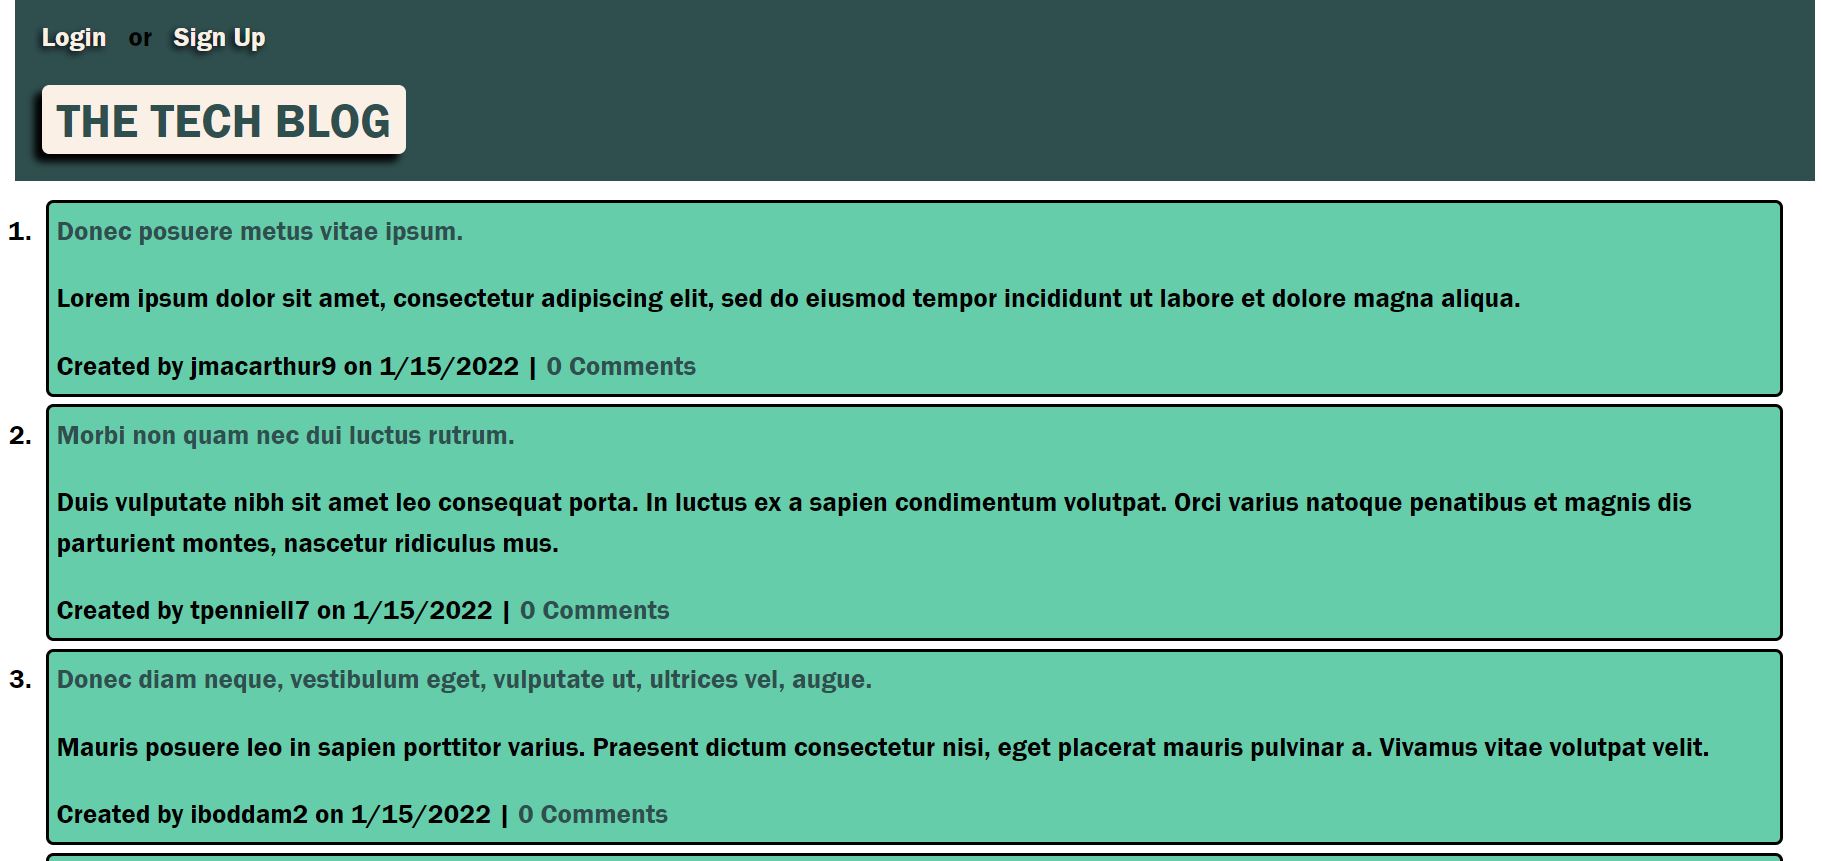 Login or Sign Up
THE TECH BLOG
1. Donec posuere metus vitae ipsum.
Lorem ipsum dolor sit amet, consectetur adipiscing elit, sed do eiusmod tempor incididunt ut labore et dolore magna aliqua.
Created by jmacarthur9 on 1/15/2022 | 0 Comments
2. Morbi non quam nec dui luctus rutrum.
Duis vulputate nibh sit amet leo consequat porta. In luctus ex a sapien condimentum volutpat. Orci varius natoque penatibus et magnis dis
parturient montes, nascetur ridiculus mus.
Created by tpenniell7 on 1/15/2022 | 0 Comments
3. Donec diam neque, vestibulum eget, vulputate ut, ultrices vel, augue.
Mauris posuere leo in sapien porttitor varius. Praesent dictum consectetur nisi, eget placerat mauris pulvinar a. Vivamus vitae volutpat velit.
Created by iboddam2 on 1/15/2022 | 0 Comments